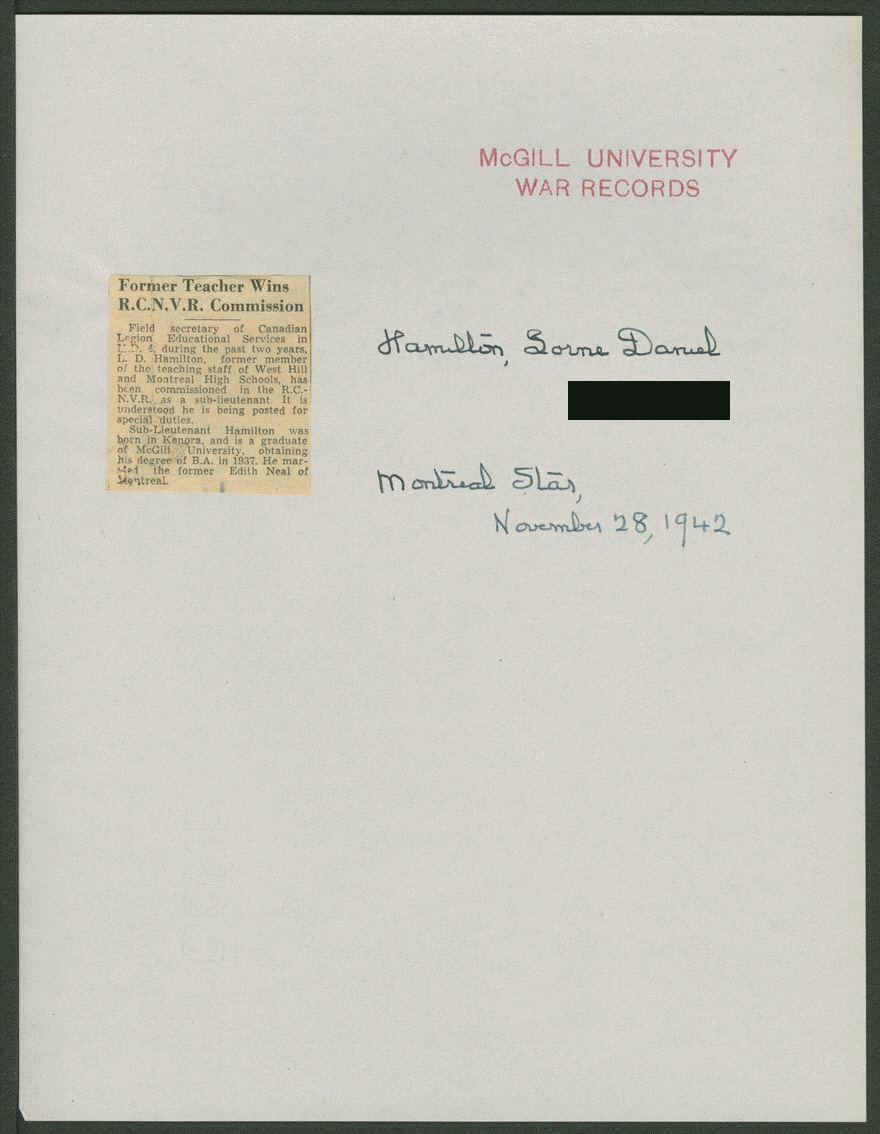 McGILL UNIVERSITY
WAR RECORDS
Former Teacher Wins
R.C.N.V.R. Commission
Field secretary of Canadian
Legion Educational Services in
M.D. 4, during the past two years,
L. D. Hamilton, former member
of the teaching staff of West Hill
and Montreal High Schools, has
been commissioned in the R.C.-
N.V.R. as a sub-lieutenant. It is
understood he is being posted for
special duties.
Sub-Lieutenant Hamilton was
born in Kenora, and is a graduate
of McGill University, obtaining
his degree of B.A. in 1937. He mar-
ried the former Edith Neal of
Montreal.
Hamilton, Lorne Daniel
Montreal Star,
November 28, 1942